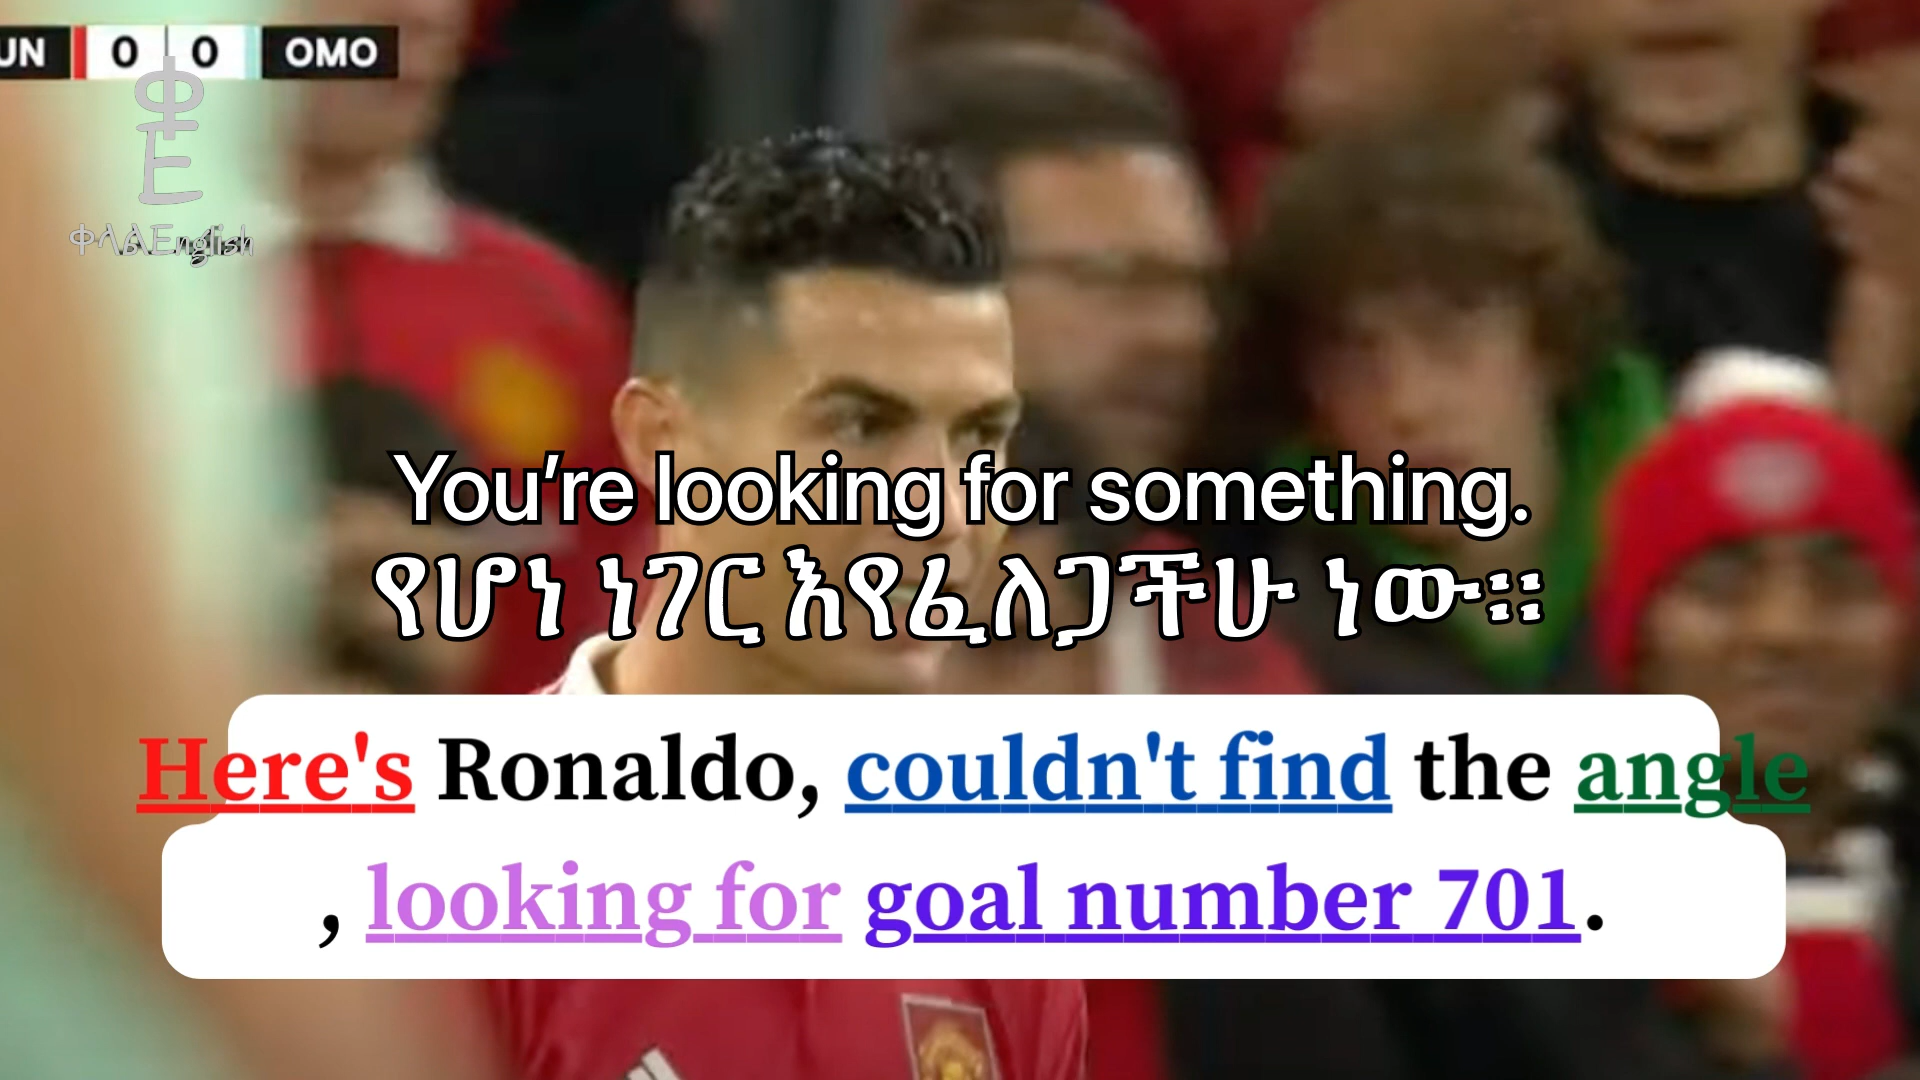 UN 0 0 OMO
ቀE
ቀላልEnglish
You're looking for something.
የሆነ ነገር እየፈለጋችሁ ነው።
Here's Ronaldo, couldn't find the angle
, looking for goal number 701.